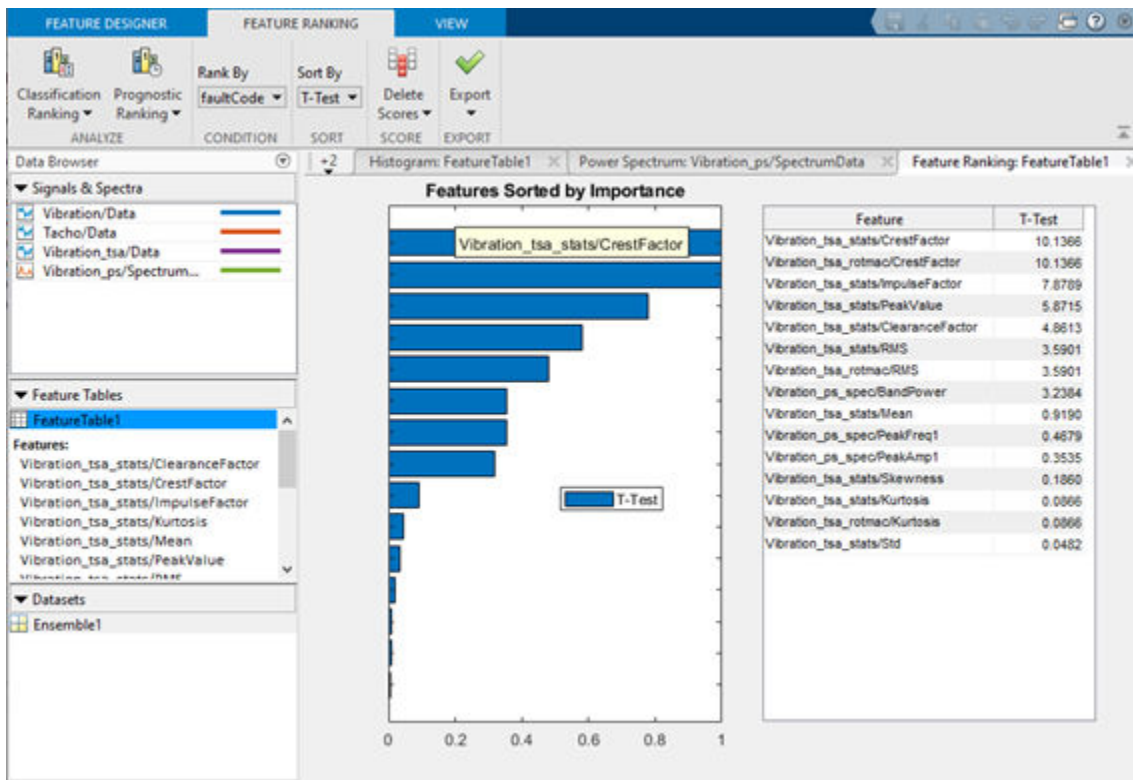 FEATURE DESIGNER FEATURE RANKING VIEW
Classification Ranking
Prognostic Ranking
Rank By
faultCode
Sort By
T-Test
Delete Scores
Export
ANALYZE CONDITION SORT SCORE EXPORT
Data Browser
+2 Histogram: FeatureTable1 Power Spectrum: Vibration_ps/SpectrumData Feature Ranking: FeatureTable1
Signals & Spectra
Vibration/Data
Tacho/Data
Vibration_tsa/Data
Vibration_ps/Spectrum...
Feature Tables
FeatureTable1
Features:
Vibration_tsa_stats/ClearanceFactor
Vibration_tsa_stats/CrestFactor
Vibration_tsa_stats/ImpulseFactor
Vibration_tsa_stats/Kurtosis
Vibration_tsa_stats/Mean
Vibration_tsa_stats/PeakValue
Vibration_tsa_stats/RMS
Datasets
Ensemble1
Features Sorted by Importance
Vibration_tsa_stats/CrestFactor
T-Test
0 0.2 0.4 0.6 0.8 1
Feature T-Test
Vibration_tsa_stats/CrestFactor 10.1366
Vibration_tsa_rotmac/CrestFactor 10.1366
Vibration_tsa_stats/ImpulseFactor 7.8789
Vibration_tsa_stats/PeakValue 5.8715
Vibration_tsa_stats/ClearanceFactor 4.8613
Vibration_tsa_stats/RMS 3.5901
Vibration_tsa_rotmac/RMS 3.5901
Vibration_ps_spec/BandPower 3.2384
Vibration_tsa_stats/Mean 0.9190
Vibration_ps_spec/PeakFreq1 0.4679
Vibration_ps_spec/PeakAmp1 0.3535
Vibration_tsa_stats/Skewness 0.1860
Vibration_tsa_stats/Kurtosis 0.0866
Vibration_tsa_rotmac/Kurtosis 0.0866
Vibration_tsa_stats/Std 0.0482